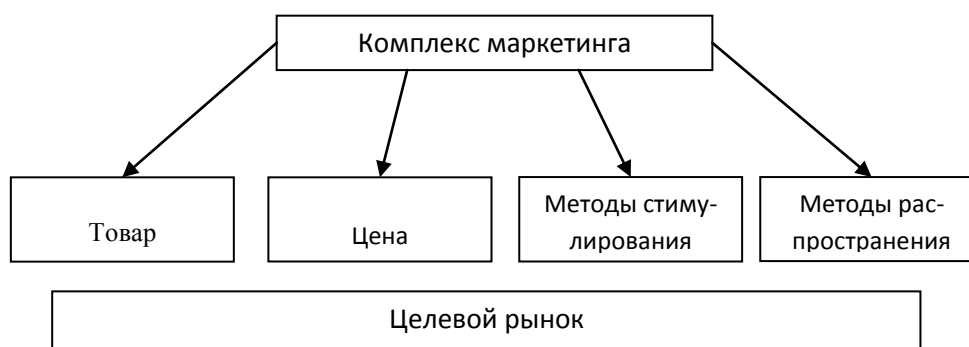 Комплекс маркетинга
Товар
Цена
Методы стиму-
лирования
Методы рас-
пространения
Целевой рынок